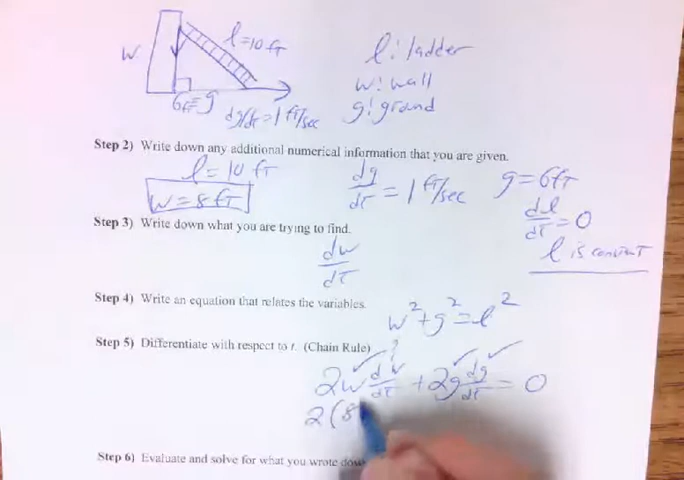 W
l=10 ft
l: ladder
w: wall
g: ground
6ft=g
dg/dt=1 ft/sec
Step 2) Write down any additional numerical information that you are given.
l=10 ft
w=8 ft
dg/dt = 1 ft/sec
g=6ft
dl/dt=0
l is constant
Step 3) Write down what you are trying to find.
dw/dt
Step 4) Write an equation that relates the variables.
w²+g²=l²
Step 5) Differentiate with respect to t. (Chain Rule)
?
2w dw/dt + 2g dg/dt = 0
2(8
Step 6) Evaluate and solve for what you wrote